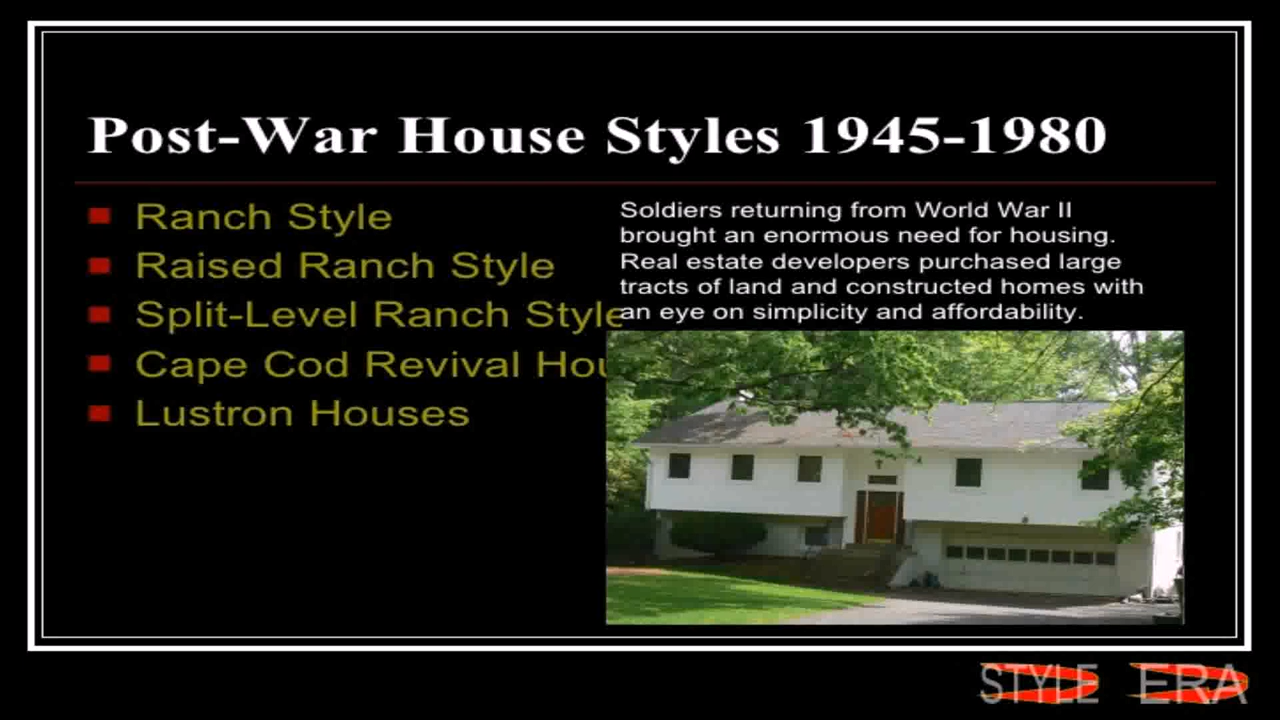 Post-War House Styles 1945-1980
Ranch Style
Raised Ranch Style
Split-Level Ranch Style
Cape Cod Revival Hou
Lustron Houses
Soldiers returning from World War II
brought an enormous need for housing.
Real estate developers purchased large
tracts of land and constructed homes with
an eye on simplicity and affordability.
STYLE ERA